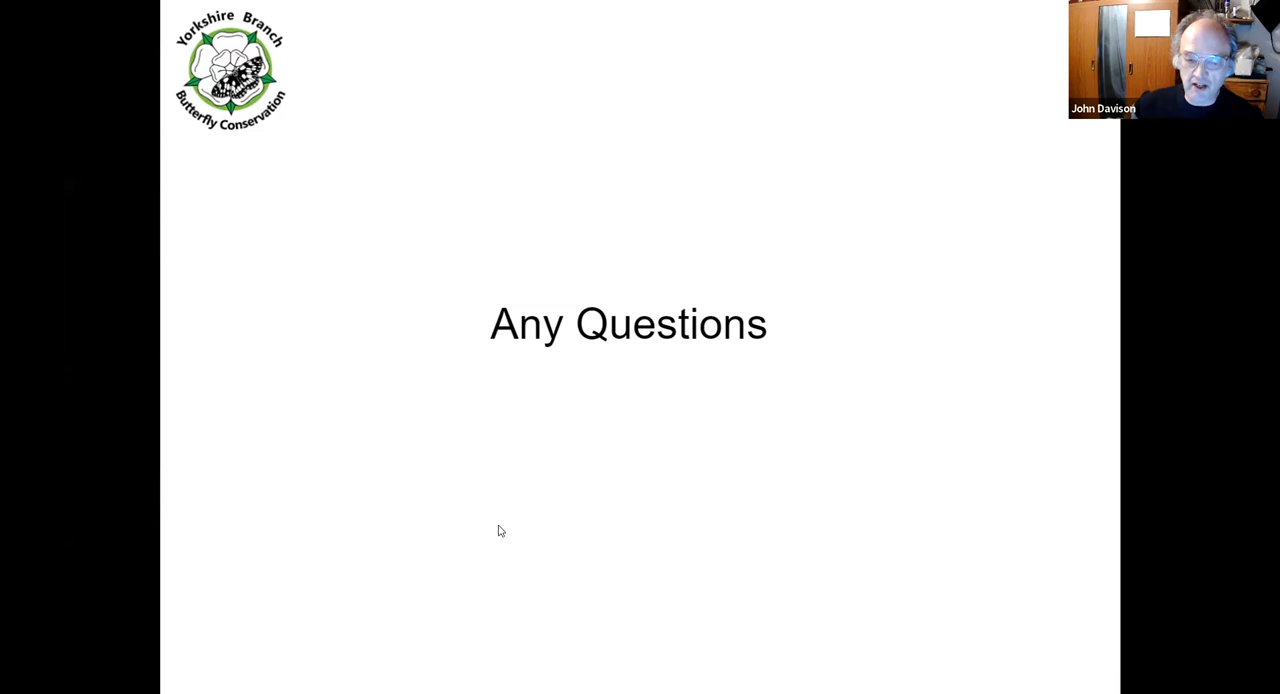 Yorkshire Branch
Butterfly Conservation
John Davison
Any Questions